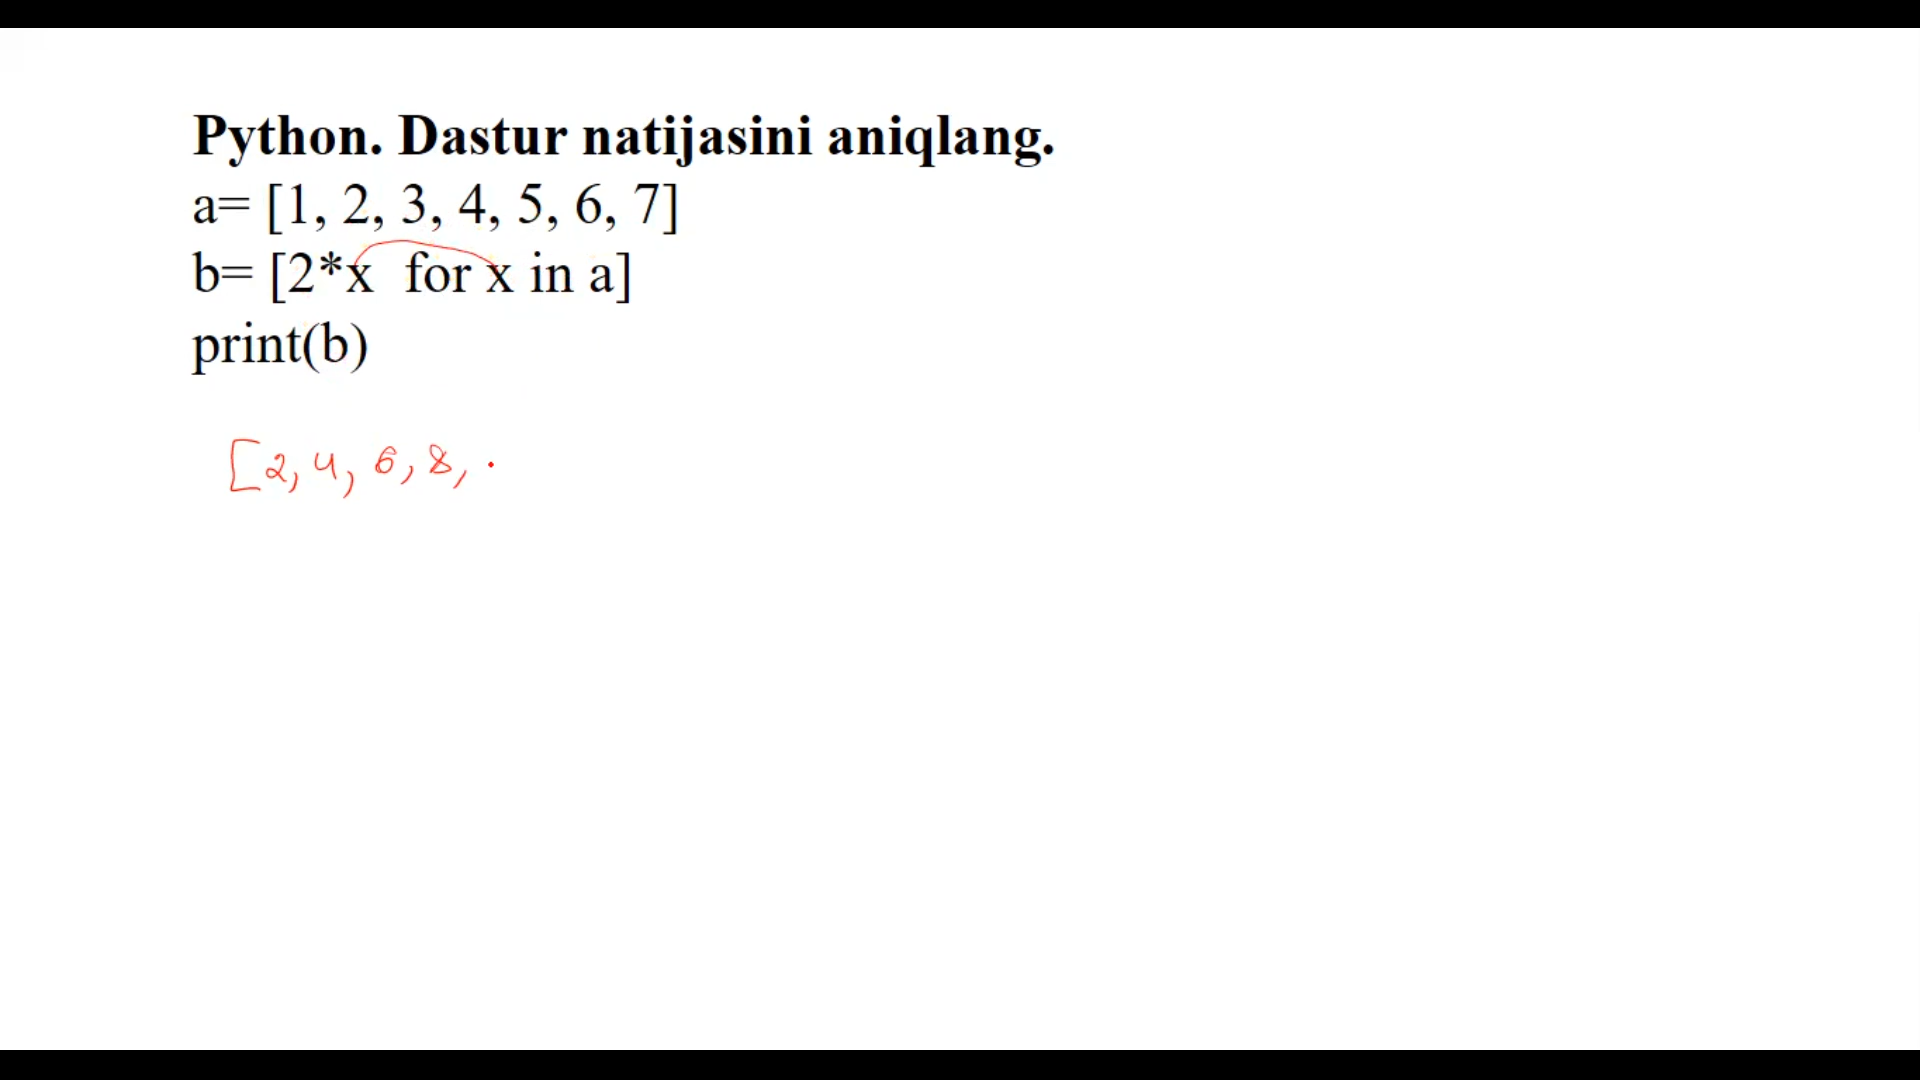 Python. Dastur natijasini aniqlang.
a= [1, 2, 3, 4, 5, 6, 7]
b= [2*x  for x in a]
print(b)
[2, 4, 6, 8, .